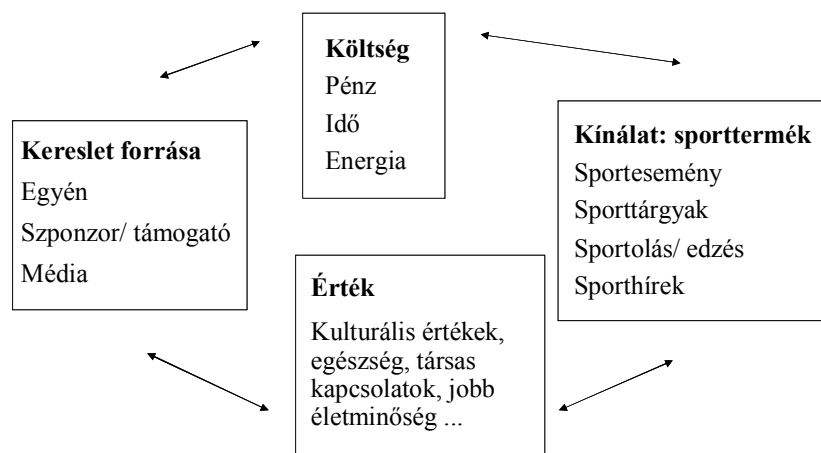 Költség
Pénz
Idő
Energia
Kereslet forrása
Egyén
Szponzor/ támogató
Média
Kínálat: sporttermék
Sportesemény
Sporttárgyak
Sportolás/ edzés
Sporthírek
Érték
Kulturális értékek,
egészség, társas
kapcsolatok, jobb
életminőség ...